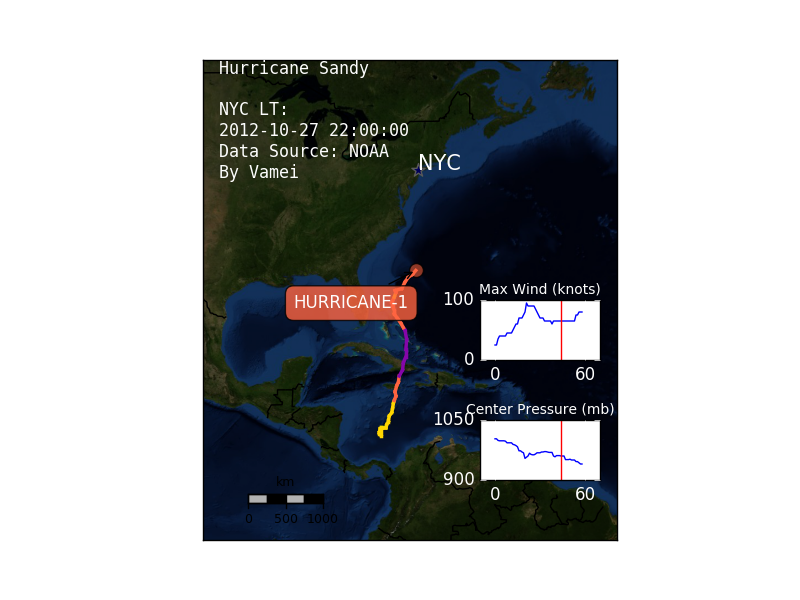 Hurricane Sandy
NYC LT:
2012-10-27 22:00:00
Data Source: NOAA
By Vamei
NYC
HURRICANE-1
Max Wind (knots)
100
0
0 60
Center Pressure (mb)
1050
900
0 60
km
0 500 1000